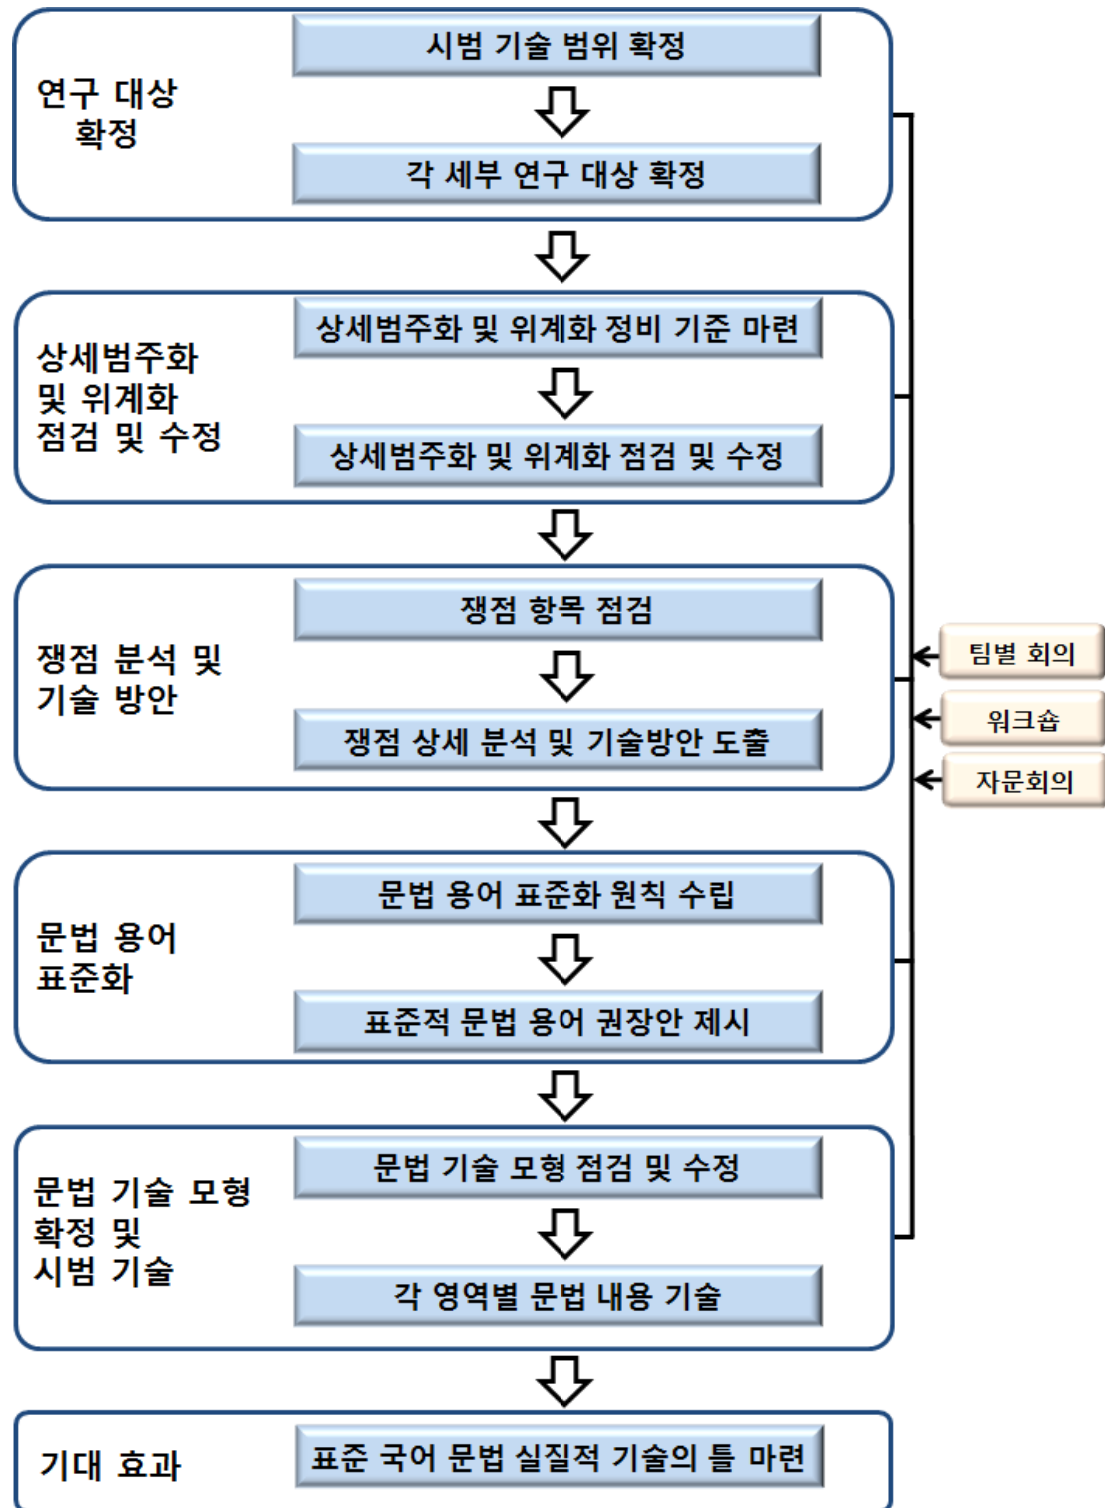 연구 대상
확정
시범 기술 범위 확정
각 세부 연구 대상 확정
상세범주화
및 위계화
점검 및 수정
상세범주화 및 위계화 정비 기준 마련
상세범주화 및 위계화 점검 및 수정
쟁점 분석 및
기술 방안
쟁점 항목 점검
쟁점 상세 분석 및 기술방안 도출
팀별 회의
워크숍
자문회의
문법 용어
표준화
문법 용어 표준화 원칙 수립
표준적 문법 용어 권장안 제시
문법 기술 모형
확정 및
시범 기술
문법 기술 모형 점검 및 수정
각 영역별 문법 내용 기술
기대 효과
표준 국어 문법 실질적 기술의 틀 마련